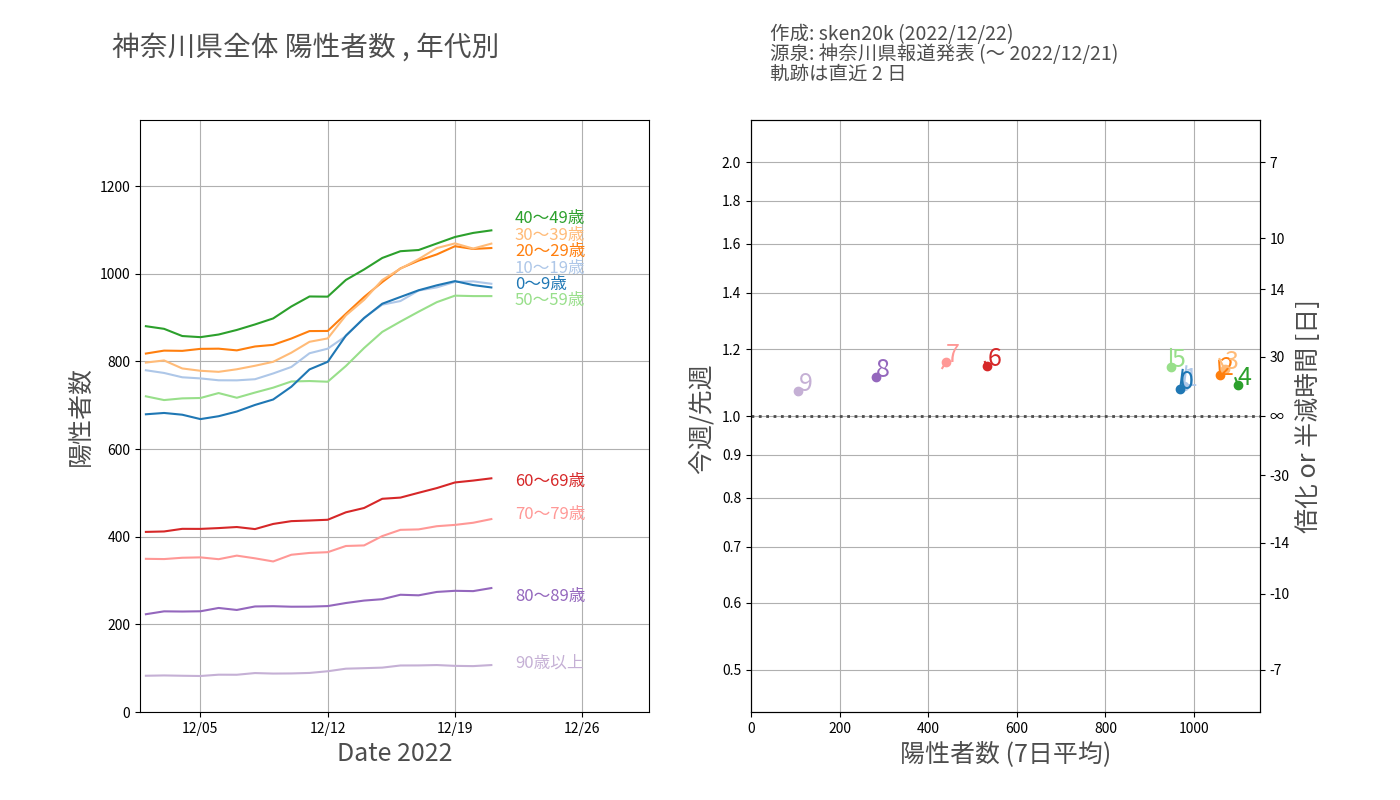 神奈川県全体 陽性者数 , 年代別
作成: sken20k (2022/12/22)
源泉: 神奈川県報道発表 (〜 2022/12/21)
軌跡は直近 2 日
陽性者数
1200
1000
800
600
400
200
0
40〜49歳
30〜39歳
20〜29歳
10〜19歳
0〜9歳
50〜59歳
60〜69歳
70〜79歳
80〜89歳
90歳以上
12/05
12/12
12/19
12/26
Date 2022
今週/先週
2.0
1.8
1.6
1.4
1.2
1.0
0.9
0.8
0.7
0.6
0.5
9
8
7
6
5
1
0
2
3
4
7
10
14
30
∞
-30
-14
-10
-7
倍化 or 半減時間 [日]
0
200
400
600
800
1000
陽性者数 (7日平均)